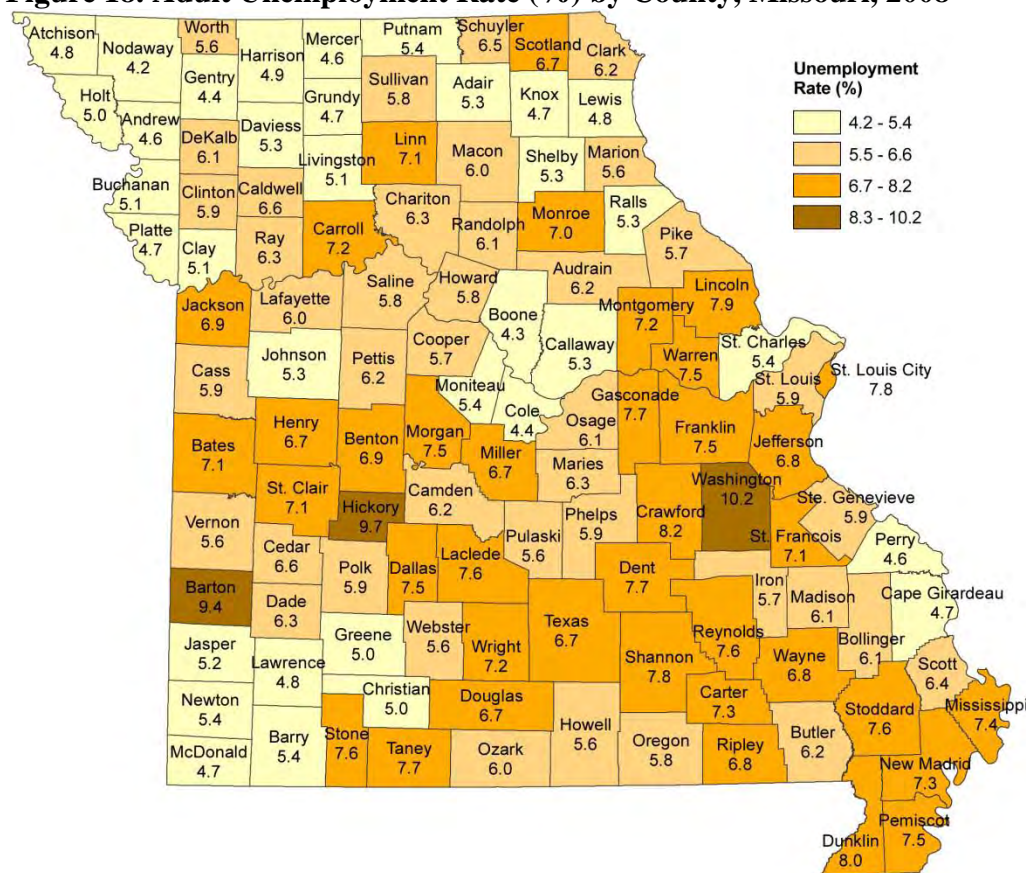 Figure 18. Adult Unemployment Rate (%) by County, Missouri, 2008
Atchison
4.8
Nodaway
4.2
Worth
5.6
Harrison
4.9
Mercer
4.6
Putnam
5.4
Schuyler
6.5
Scotland
6.7
Clark
6.2
Holt
5.0
Andrew
4.6
Gentry
4.4
DeKalb
6.1
Daviess
5.3
Grundy
4.7
Sullivan
5.8
Adair
5.3
Knox
4.7
Lewis
4.8
Livingston
5.1
Linn
7.1
Macon
6.0
Shelby
5.3
Marion
5.6
Buchanan
5.1
Clinton
5.9
Caldwell
6.6
Platte
4.7
Clay
5.1
Ray
6.3
Carroll
7.2
Chariton
6.3
Randolph
6.1
Monroe
7.0
Ralls
5.3
Pike
5.7
Jackson
6.9
Lafayette
6.0
Saline
5.8
Howard
5.8
Boone
4.3
Audrain
6.2
Callaway
5.3
Montgomery
7.2
Lincoln
7.9
Warren
7.5
St. Charles
5.4
St. Louis
5.9
St. Louis City
7.8
Cass
5.9
Johnson
5.3
Pettis
6.2
Cooper
5.7
Moniteau
5.4
Cole
4.4
Osage
6.1
Gasconade
7.7
Franklin
7.5
Jefferson
6.8
Bates
7.1
Henry
6.7
Benton
6.9
Morgan
7.5
Miller
6.7
Maries
6.3
St. Clair
7.1
Hickory
9.7
Camden
6.2
Pulaski
5.6
Phelps
5.9
Crawford
8.2
Washington
10.2
Ste. Genevieve
5.9
St. Francois
7.1
Perry
4.6
Vernon
5.6
Cedar
6.6
Polk
5.9
Dallas
7.5
Laclede
7.6
Dent
7.7
Iron
5.7
Madison
6.1
Cape Girardeau
4.7
Bollinger
6.1
Barton
9.4
Dade
6.3
Greene
5.0
Webster
5.6
Wright
7.2
Texas
6.7
Shannon
7.8
Reynolds
7.6
Wayne
6.8
Scott
6.4
Mississippi
7.4
Jasper
5.2
Lawrence
4.8
Christian
5.0
Douglas
6.7
Howell
5.6
Carter
7.3
Stoddard
7.6
Newton
5.4
McDonald
4.7
Barry
5.4
Stone
7.6
Taney
7.7
Ozark
6.0
Oregon
5.8
Ripley
6.8
Butler
6.2
New Madrid
7.3
Pemiscot
7.5
Dunklin
8.0
Unemployment
Rate (%)
4.2 - 5.4
5.5 - 6.6
6.7 - 8.2
8.3 - 10.2